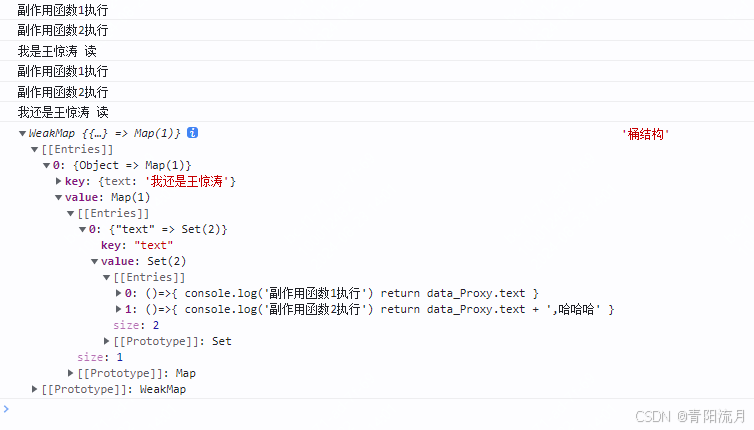 副作用函数1执行
副作用函数2执行
我是王惊涛 读
副作用函数1执行
副作用函数2执行
我还是王惊涛 读
WeakMap {{…} => Map(1)} i '桶结构'
[[Entries]]
0: {Object => Map(1)}
key: {text: '我还是王惊涛'}
value: Map(1)
[[Entries]]
0: {"text" => Set(2)}
key: "text"
value: Set(2)
[[Entries]]
0: ()=>{ console.log('副作用函数1执行') return data_Proxy.text }
1: ()=>{ console.log('副作用函数2执行') return data_Proxy.text + ',哈哈哈' }
size: 2
[[Prototype]]: Set
size: 1
[[Prototype]]: Map
[[Prototype]]: WeakMap
CSDN @青阳流月